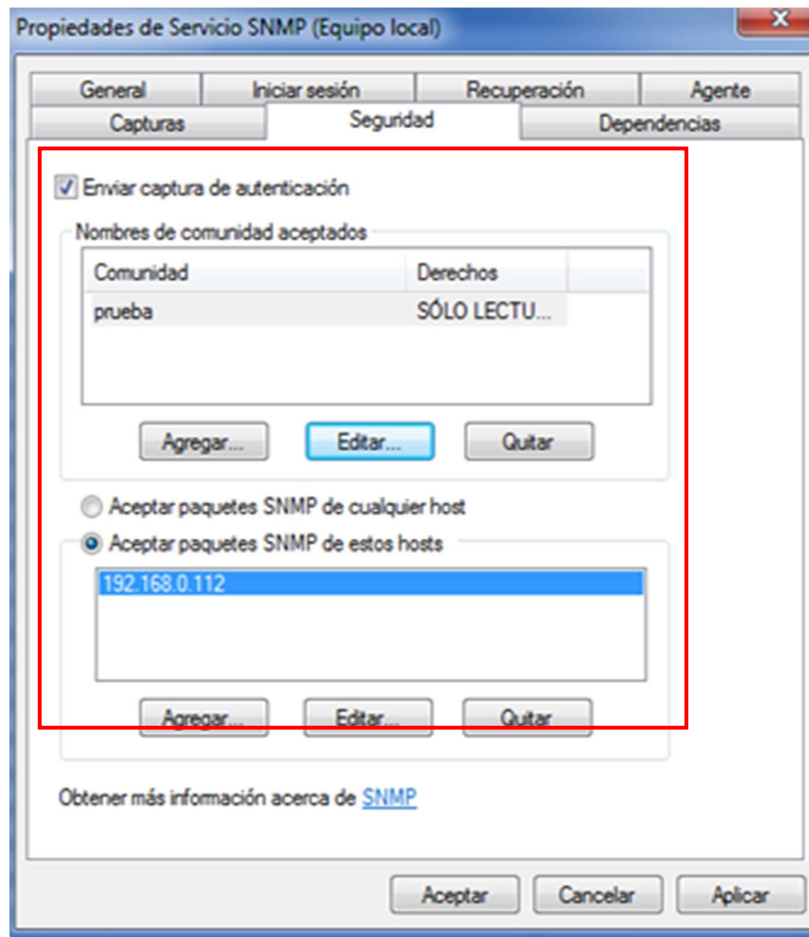 Propiedades de Servicio SNMP (Equipo local)
General Iniciar sesión Recuperación Agente
Capturas Seguridad Dependencias
Enviar captura de autenticación
Nombres de comunidad aceptados
Comunidad Derechos
prueba SÓLO LECTU...
Agregar... Editar... Quitar
Aceptar paquetes SNMP de cualquier host
Aceptar paquetes SNMP de estos hosts
192.168.0.112
Agregar... Editar... Quitar
Obtener más información acerca de SNMP
Aceptar Cancelar Aplicar